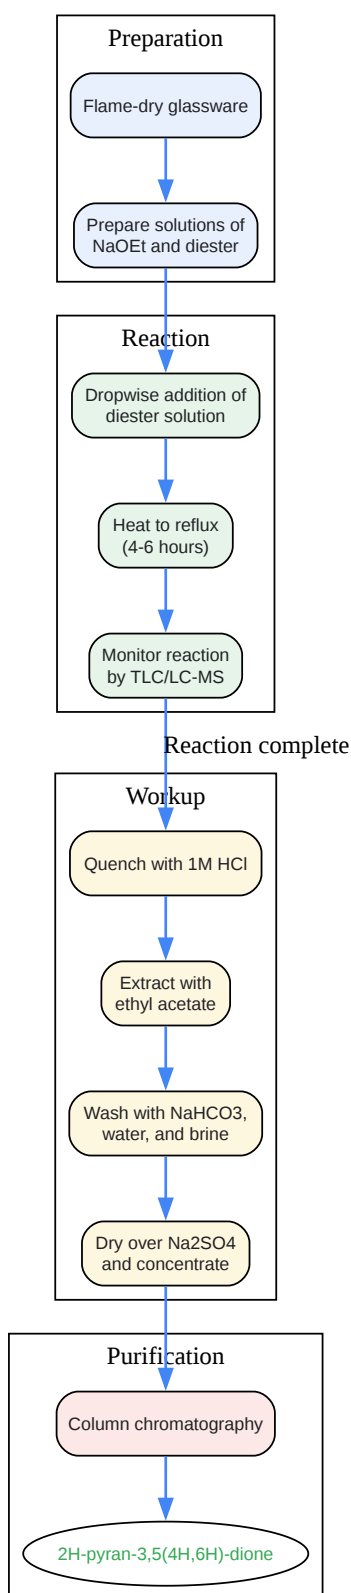 Preparation
Flame-dry glassware
Prepare solutions of
NaOEt and diester
Reaction
Dropwise addition of
diester solution
Heat to reflux
(4-6 hours)
Monitor reaction
by TLC/LC-MS
Reaction complete
Workup
Quench with 1M HCl
Extract with
ethyl acetate
Wash with NaHCO3,
water, and brine
Dry over Na2SO4
and concentrate
Purification
Column chromatography
2H-pyran-3,5(4H,6H)-dione